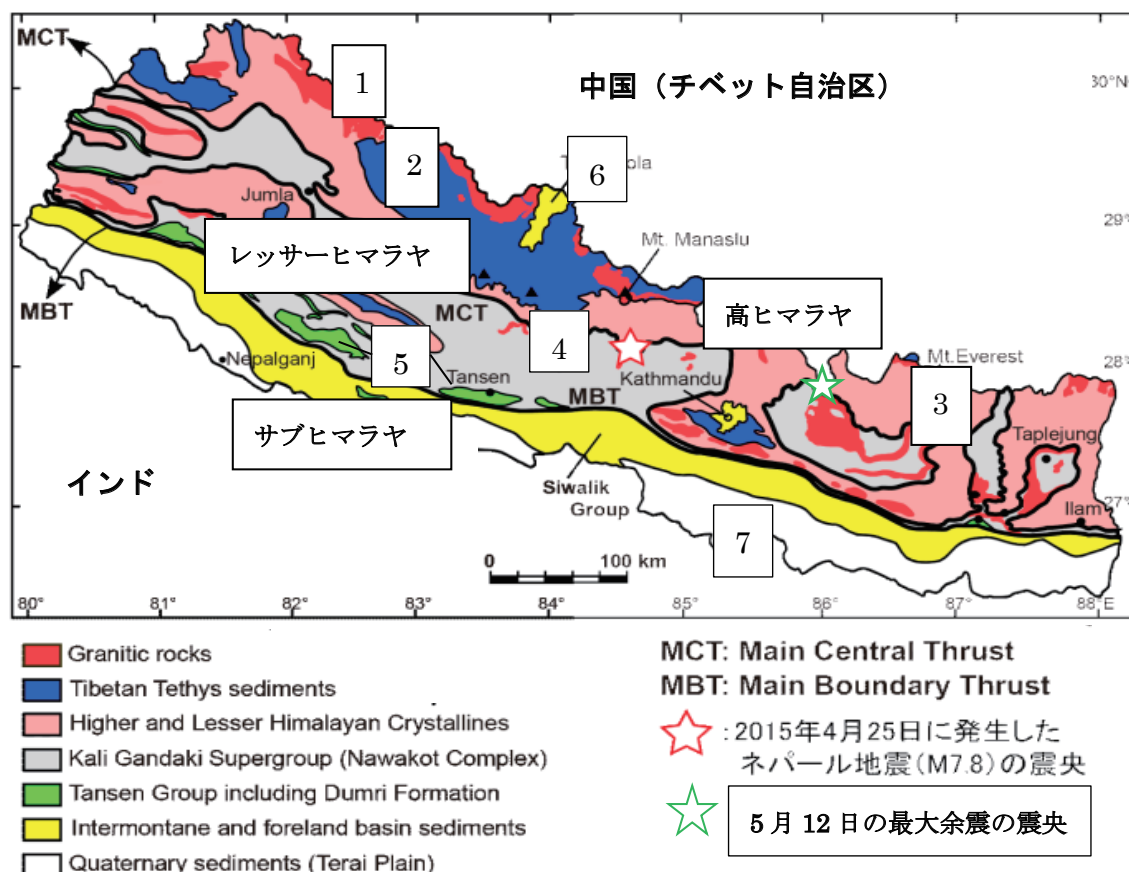 MCT
1
中国（チベット自治区）
30°N
2
6
Jumla
29°
レッサーヒマラヤ
Mt. Manaslu
MBT
MCT
高ヒマラヤ
4
Mt.Everest
28°
Nepalganj
5
Tansen
Kathmandu
MBT
3
サブヒマラヤ
Taplejung
インド
Siwalik
Group
Ilam
27°
7
0 100 km
80° 81° 82° 83° 84° 85° 86° 87° 88°E
Granitic rocks
Tibetan Tethys sediments
Higher and Lesser Himalayan Crystallines
Kali Gandaki Supergroup (Nawakot Complex)
Tansen Group including Dumri Formation
Intermontane and foreland basin sediments
Quaternary sediments (Terai Plain)
MCT: Main Central Thrust
MBT: Main Boundary Thrust
:2015年4月25日に発生した
ネパール地震(M7.8)の震央
5月12日の最大余震の震央